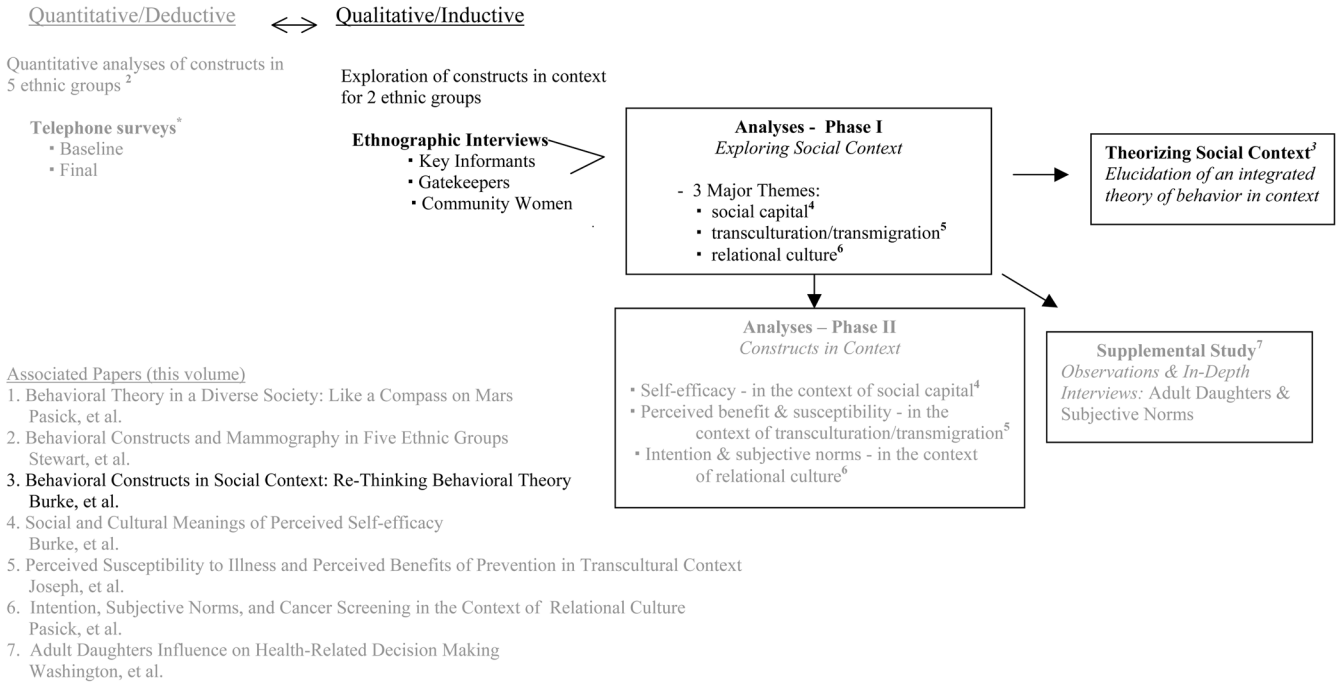 Quantitative/Deductive
Qualitative/Inductive
Quantitative analyses of constructs in
5 ethnic groups 2
Telephone surveys*
▪ Baseline
▪ Final
Exploration of constructs in context
for 2 ethnic groups
Ethnographic Interviews
▪ Key Informants
▪ Gatekeepers
▪ Community Women
Analyses - Phase I
Exploring Social Context
- 3 Major Themes:
▪ social capital4
▪ transculturation/transmigration5
▪ relational culture6
Theorizing Social Context3
Elucidation of an integrated
theory of behavior in context
Analyses – Phase II
Constructs in Context
▪ Self-efficacy - in the context of social capital4
▪ Perceived benefit & susceptibility - in the
context of transculturation/transmigration5
▪ Intention & subjective norms - in the context
of relational culture6
Supplemental Study7
Observations & In-Depth
Interviews: Adult Daughters &
Subjective Norms
Associated Papers (this volume)
1. Behavioral Theory in a Diverse Society: Like a Compass on Mars
Pasick, et al.
2. Behavioral Constructs and Mammography in Five Ethnic Groups
Stewart, et al.
3. Behavioral Constructs in Social Context: Re-Thinking Behavioral Theory
Burke, et al.
4. Social and Cultural Meanings of Perceived Self-efficacy
Burke, et al.
5. Perceived Susceptibility to Illness and Perceived Benefits of Prevention in Transcultural Context
Joseph, et al.
6. Intention, Subjective Norms, and Cancer Screening in the Context of Relational Culture
Pasick, et al.
7. Adult Daughters Influence on Health-Related Decision Making
Washington, et al.